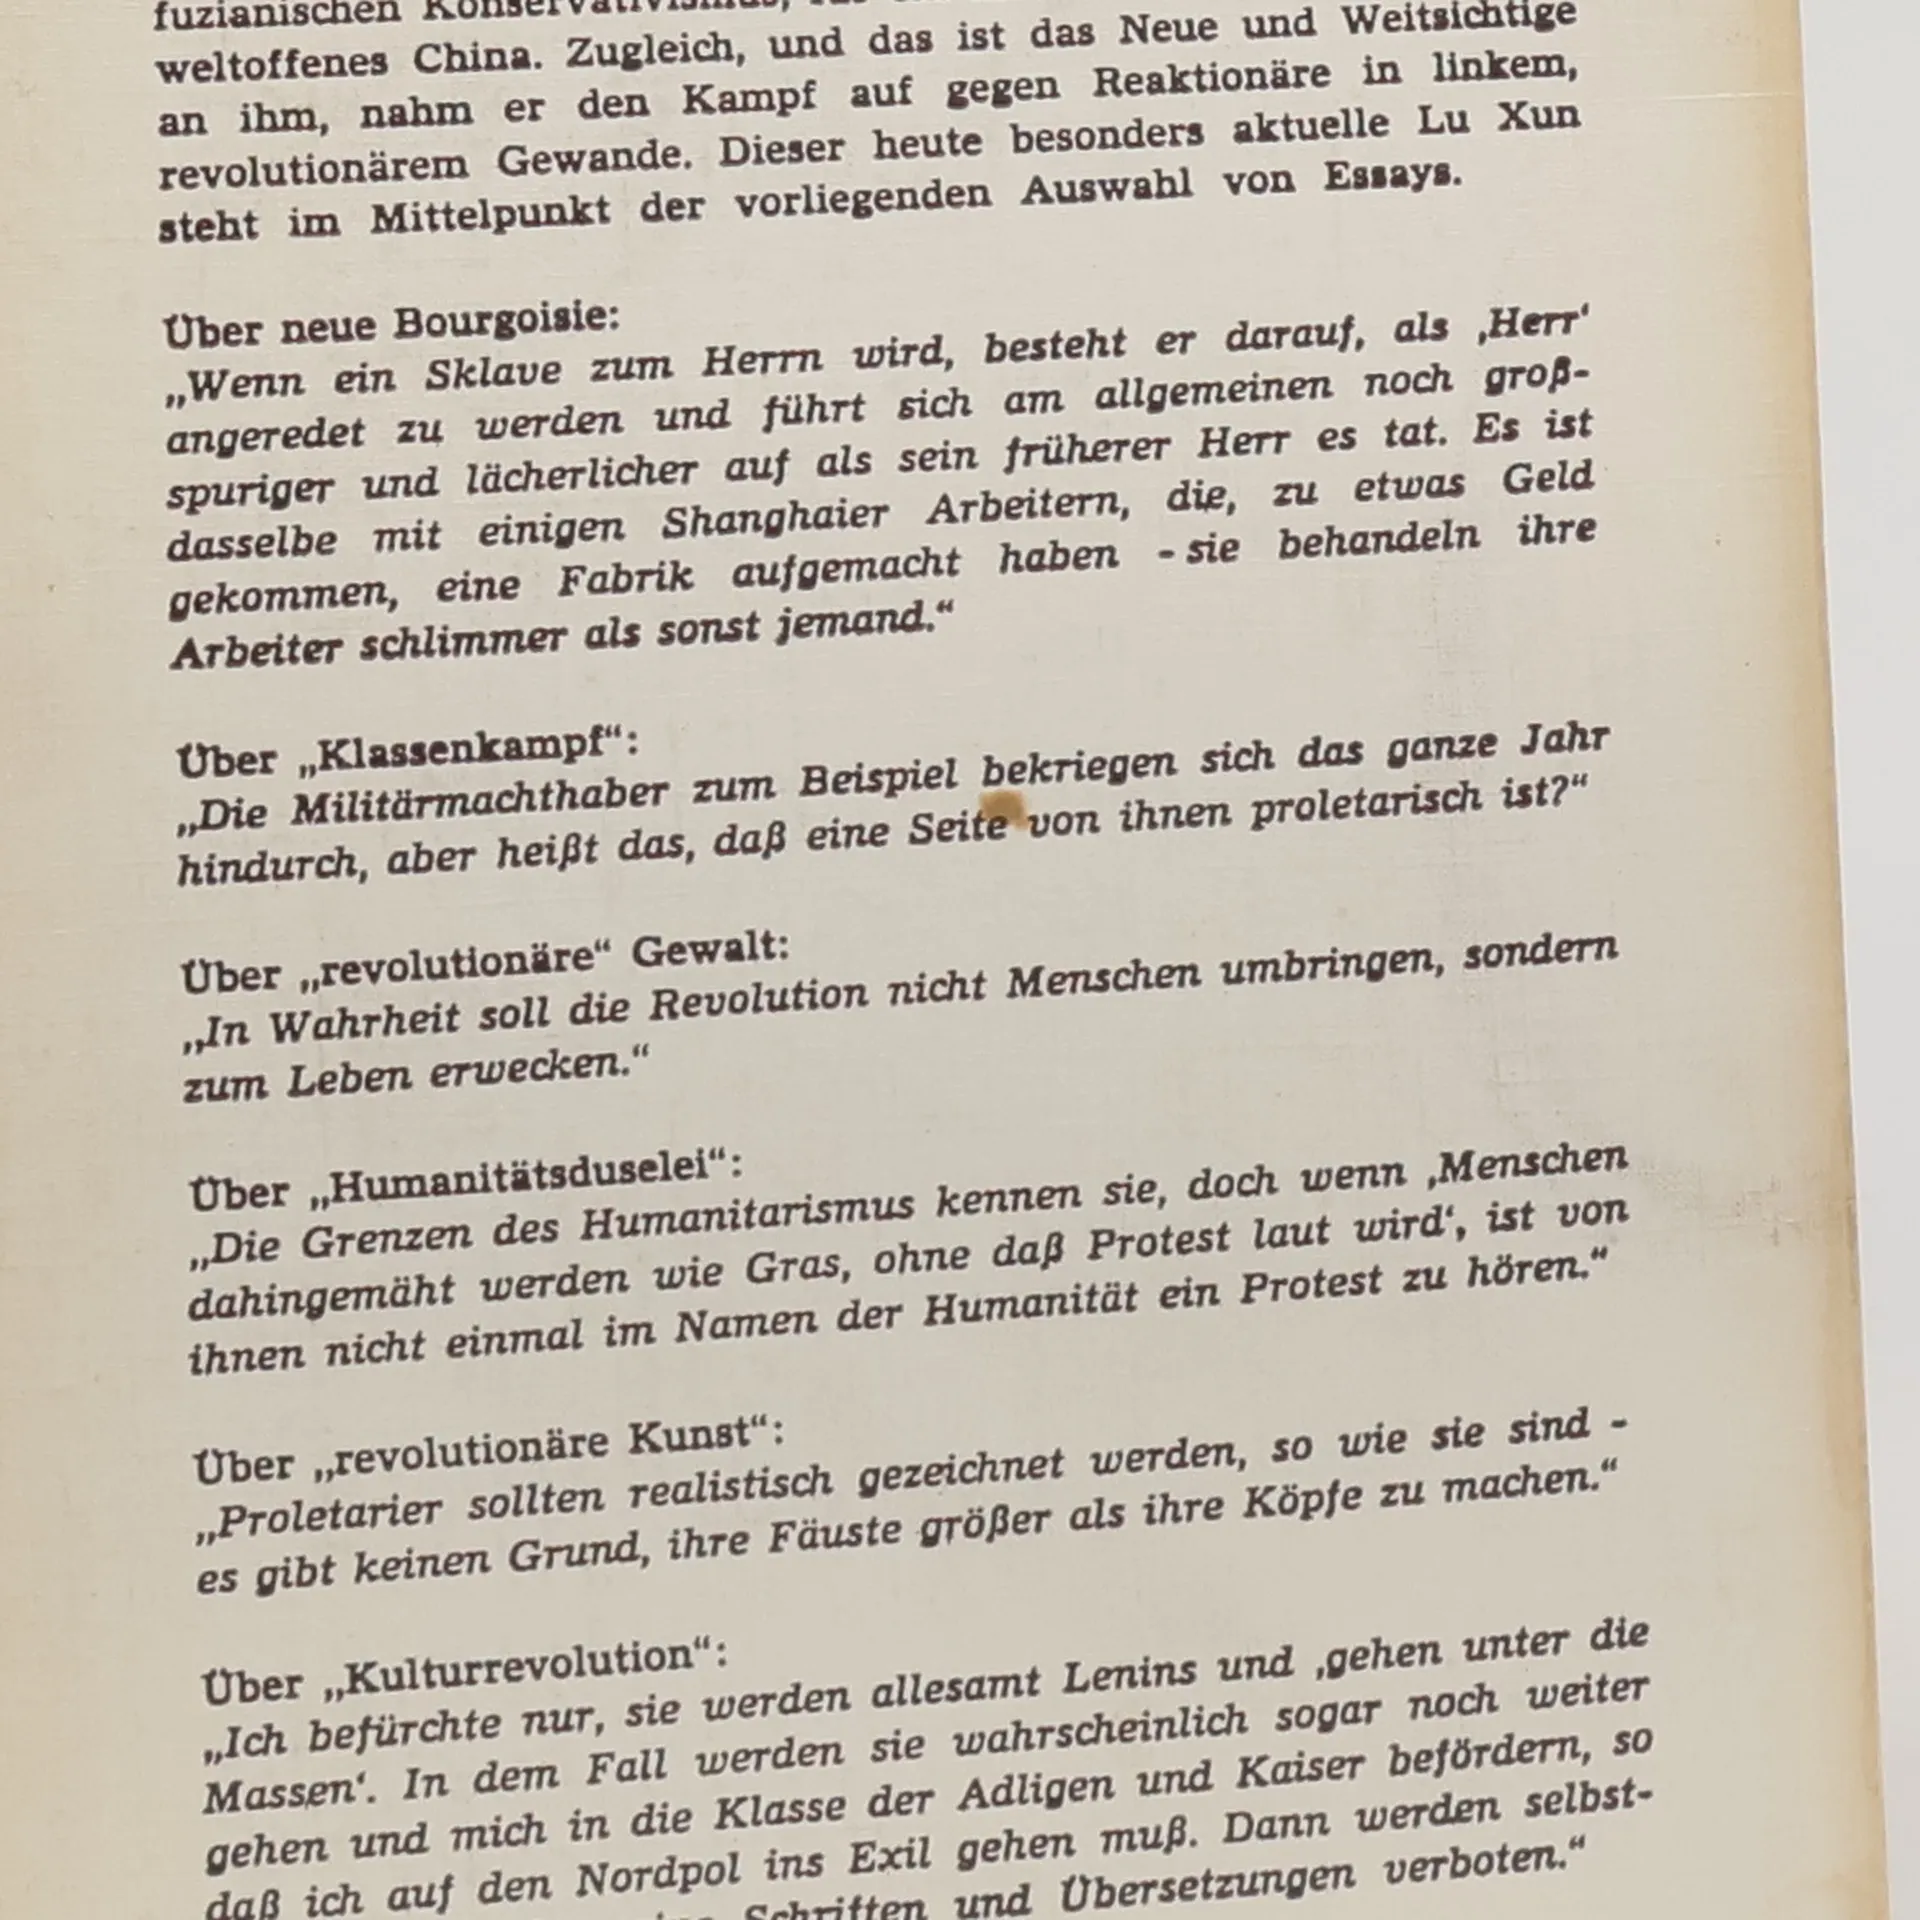 fuzianischen Konservativismus,
weltoffenes China. Zugleich, und das ist das Neue und Weitsichtige
an ihm, nahm er den Kampf auf gegen Reaktionäre in linkem,
revolutionärem Gewande. Dieser heute besonders aktuelle Lu Xun
steht im Mittelpunkt der vorliegenden Auswahl von Essays.
Über neue Bourgoisie:
„Wenn ein Sklave zum Herrn wird, besteht er darauf, als ‚Herr‘
angeredet zu werden und führt sich am allgemeinen noch groß-
spuriger und lächerlicher auf als sein früherer Herr es tat. Es ist
dasselbe mit einigen Shanghaier Arbeitern, die, zu etwas Geld
gekommen, eine Fabrik aufgemacht haben - sie behandeln ihre
Arbeiter schlimmer als sonst jemand.“
Über „Klassenkampf“:
„Die Militärmachthaber zum Beispiel bekriegen sich das ganze Jahr
hindurch, aber heißt das, daß eine Seite von ihnen proletarisch ist?“
Über „revolutionäre“ Gewalt:
„In Wahrheit soll die Revolution nicht Menschen umbringen, sondern
zum Leben erwecken.“
Über „Humanitätsduselei“:
„Die Grenzen des Humanitarismus kennen sie, doch wenn ‚Menschen
dahingemäht werden wie Gras, ohne daß Protest laut wird‘, ist von
ihnen nicht einmal im Namen der Humanität ein Protest zu hören.“
Über „revolutionäre Kunst“:
„Proletarier sollten realistisch gezeichnet werden, so wie sie sind -
es gibt keinen Grund, ihre Fäuste größer als ihre Köpfe zu machen.“
Über „Kulturrevolution“:
„Ich befürchte nur, sie werden allesamt Lenins und ‚gehen unter die
Massen‘. In dem Fall werden sie wahrscheinlich sogar noch weiter
gehen und mich in die Klasse der Adligen und Kaiser befördern, so
daß ich auf den Nordpol ins Exil gehen muß. Dann werden selbst-
Schriften und Übersetzungen verboten.“